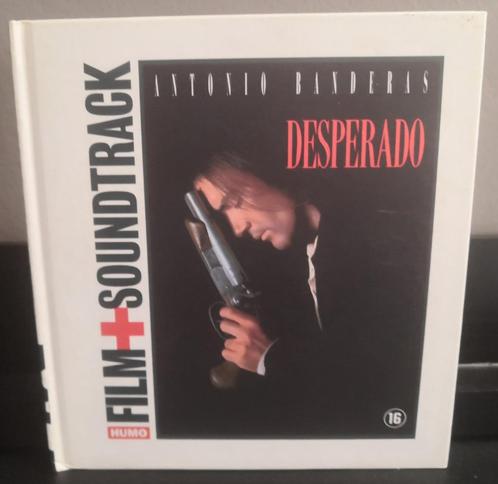 ANTONIO BANDERAS
DESPERADO
FILM+SOUNDTRACK
HUMO
16